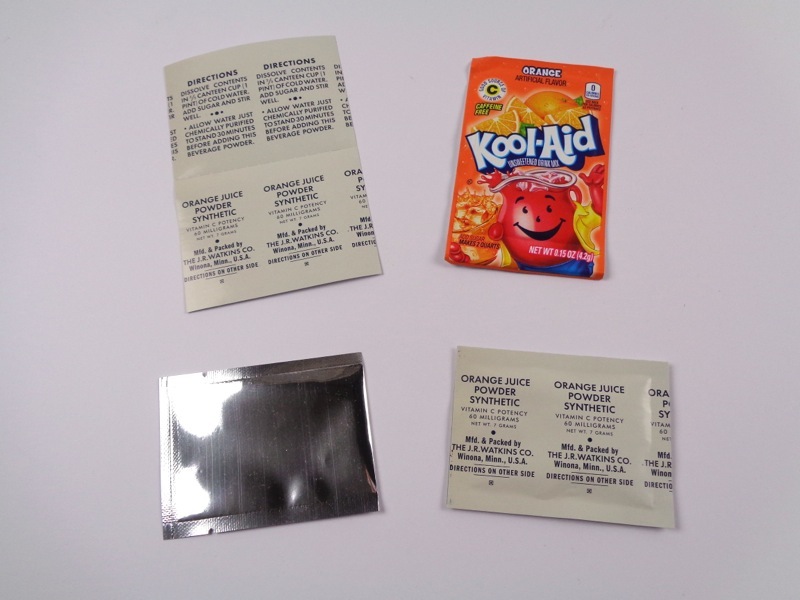 DIRECTIONS
DISSOLVE CONTENTS
IN ½ CANTEEN CUP (1
PINT) OF COLD WATER.
ADD SUGAR AND STIR
WELL.
• ALLOW WATER JUST
CHEMICALLY PURIFIED
TO STAND 30 MINUTES
BEFORE ADDING THIS
BEVERAGE POWDER.
DIRECTIONS
DISSOLVE CONTENTS
IN ½ CANTEEN CUP (1
PINT) OF COLD WATER.
ADD SUGAR AND STIR
WELL.
• ALLOW WATER JUST
CHEMICALLY PURIFIED
TO STAND 30 MINUTES
BEFORE ADDING THIS
BEVERAGE POWDER.
ORANGE JUICE
POWDER
SYNTHETIC
VITAMIN C POTENCY
60 MILLIGRAMS
NET WT. 7 GRAMS
Mfd. & Packed by
THE J.R.WATKINS CO.
Winona, Minn., U.S.A.
DIRECTIONS ON OTHER SIDE
ORANGE JUICE
POWDER
SYNTHETIC
VITAMIN C POTENCY
60 MILLIGRAMS
NET WT. 7 GRAMS
Mfd. & Packed by
THE J.R.WATKINS CO.
Winona, Minn., U.S.A.
DIRECTIONS ON OTHER SIDE
ORANGE
ARTIFICIAL FLAVOR
C
VITAMIN
0
CAFFEINE
FREE
Kool-Aid
UNSWEETENED DRINK MIX
MAKES 2 QUARTS
NET WT 0.15 OZ (4.2g)
ORANGE JUICE
POWDER
SYNTHETIC
VITAMIN C POTENCY
60 MILLIGRAMS
NET WT. 7 GRAMS
Mfd. & Packed by
THE J.R.WATKINS CO.
Winona, Minn., U.S.A.
DIRECTIONS ON OTHER SIDE
ORANGE JUICE
POWDER
SYNTHETIC
VITAMIN C POTENCY
60 MILLIGRAMS
NET WT. 7 GRAMS
Mfd. & Packed by
THE J.R.WATKINS CO.
Winona, Minn., U.S.A.
DIRECTIONS ON OTHER SIDE